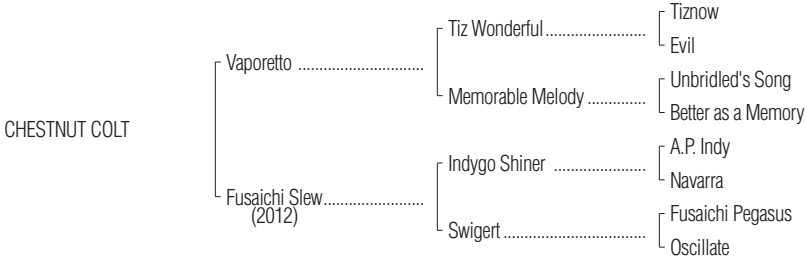 Tiznow
Tiz Wonderful ........................
Evil
Vaporetto ..............................
Unbridled's Song
Memorable Melody ..............
Better as a Memory
CHESTNUT COLT
A.P. Indy
Indygo Shiner ......................
Navarra
Fusaichi Slew........................
(2012)
Fusaichi Pegasus
Swigert ..................................
Oscillate